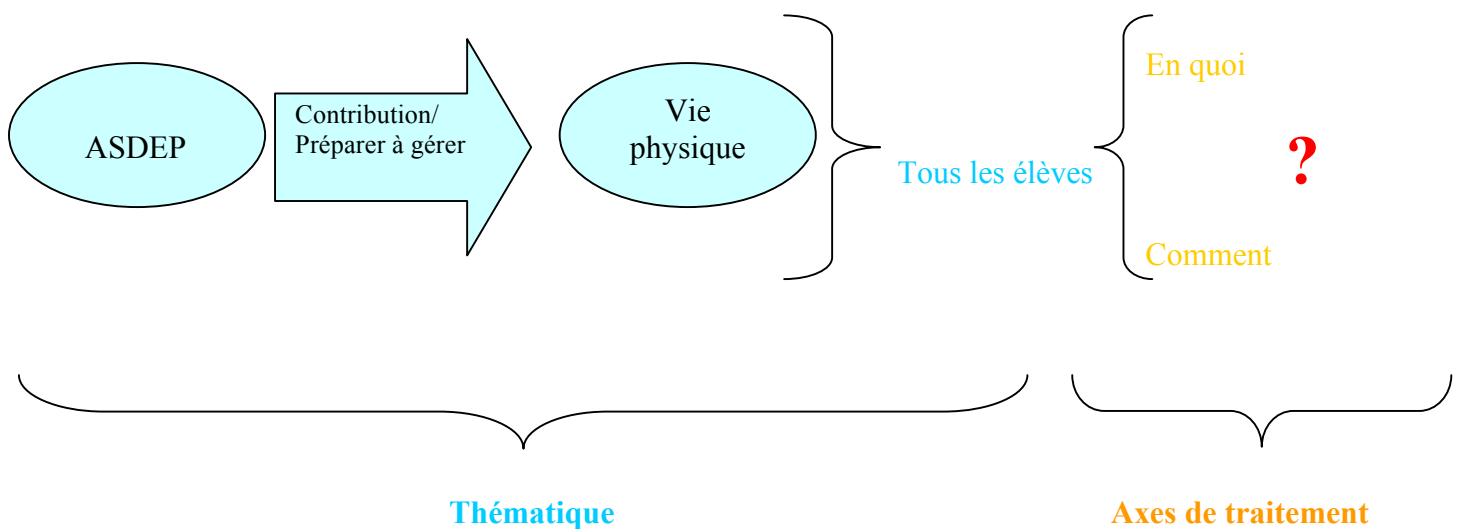 ASDEP
Contribution/
Préparer à gérer
Vie
physique
Tous les élèves
En quoi
?
Comment
Thématique
Axes de traitement